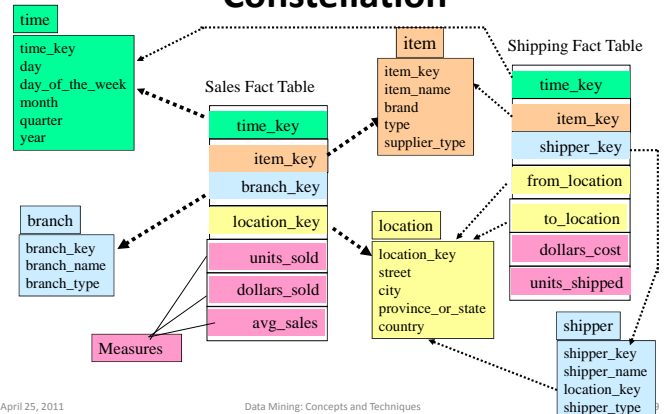 Constellation
time
time_key
day
day_of_the_week
month
quarter
year
Sales Fact Table
time_key
item_key
branch_key
location_key
units_sold
dollars_sold
avg_sales
Measures
branch
branch_key
branch_name
branch_type
item
item_key
item_name
brand
type
supplier_type
location
location_key
street
city
province_or_state
country
Shipping Fact Table
time_key
item_key
shipper_key
from_location
to_location
dollars_cost
units_shipped
shipper
shipper_key
shipper_name
location_key
shipper_type
April 25, 2011
Data Mining: Concepts and Techniques
9